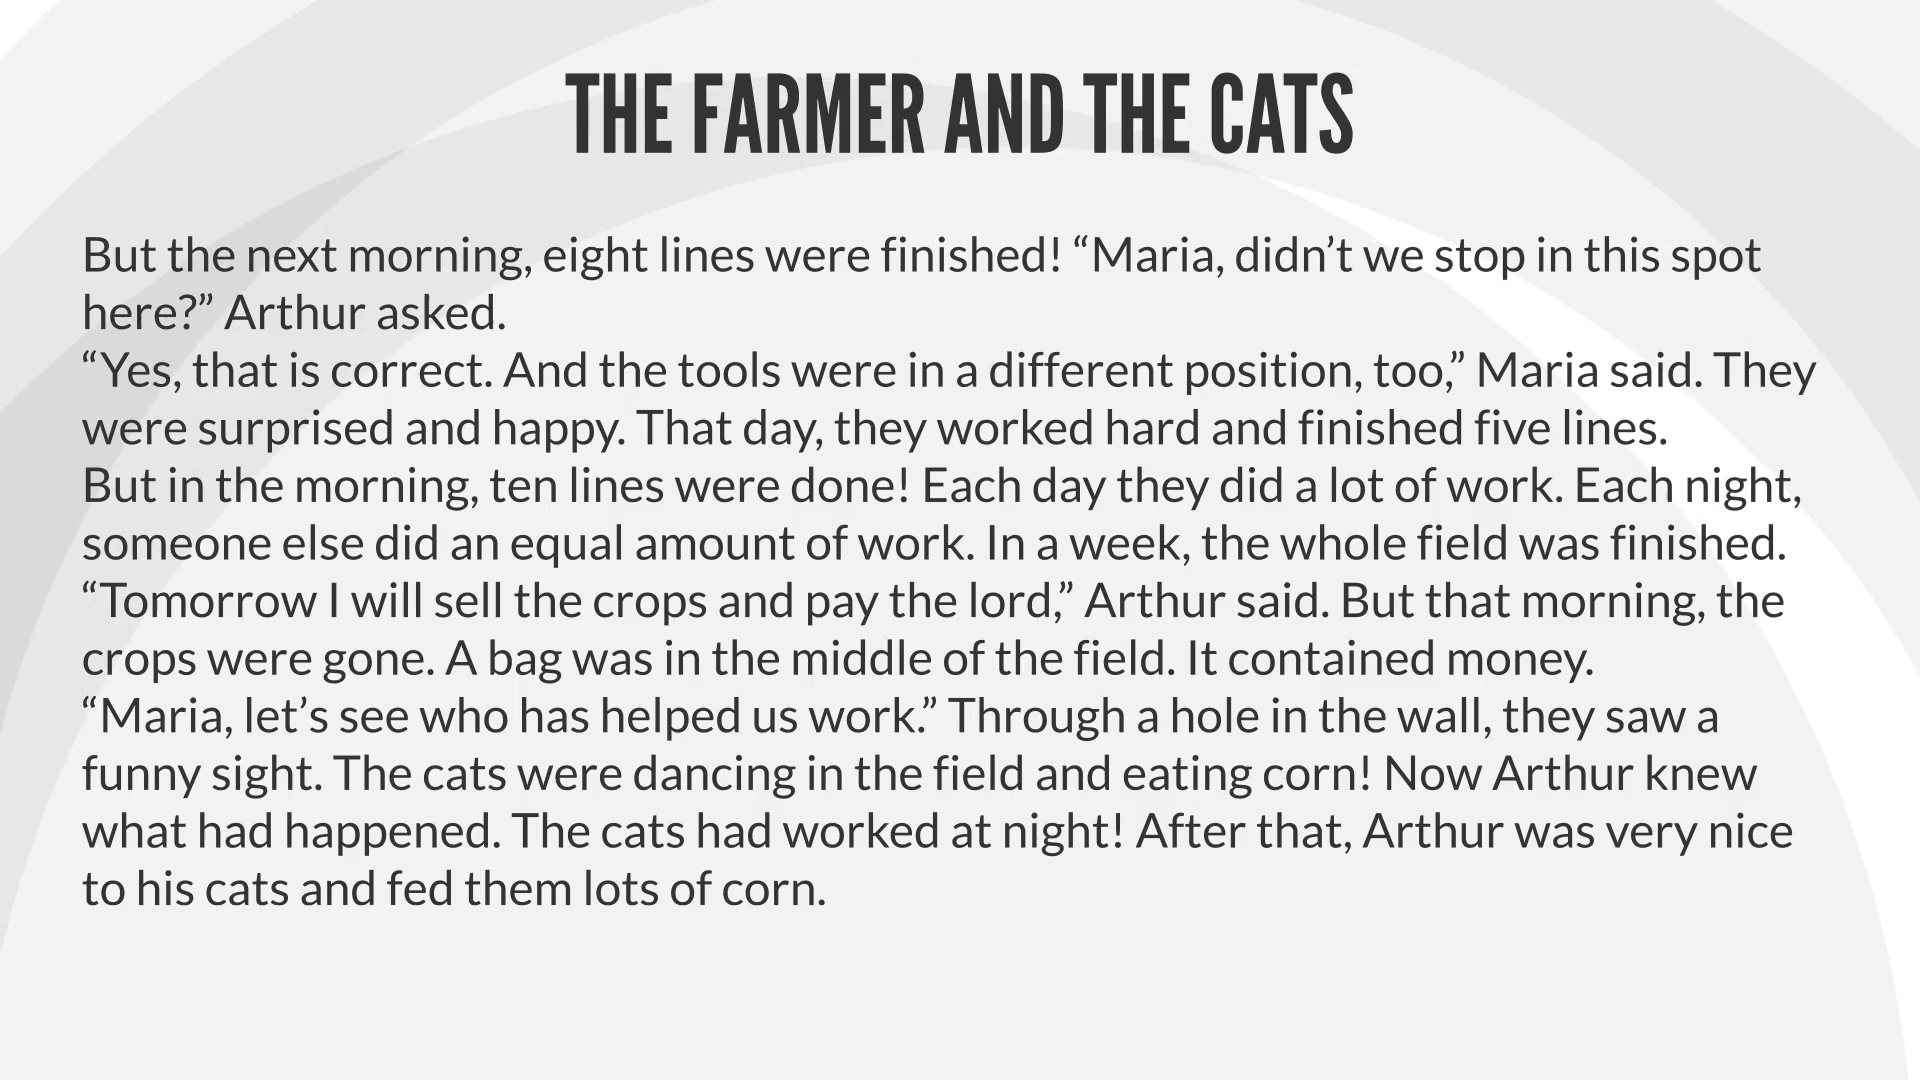 THE FARMER AND THE CATS
But the next morning, eight lines were finished! “Maria, didn’t we stop in this spot
here?” Arthur asked.
“Yes, that is correct. And the tools were in a different position, too,” Maria said. They
were surprised and happy. That day, they worked hard and finished five lines.
But in the morning, ten lines were done! Each day they did a lot of work. Each night,
someone else did an equal amount of work. In a week, the whole field was finished.
“Tomorrow I will sell the crops and pay the lord,” Arthur said. But that morning, the
crops were gone. A bag was in the middle of the field. It contained money.
“Maria, let’s see who has helped us work.” Through a hole in the wall, they saw a
funny sight. The cats were dancing in the field and eating corn! Now Arthur knew
what had happened. The cats had worked at night! After that, Arthur was very nice
to his cats and fed them lots of corn.